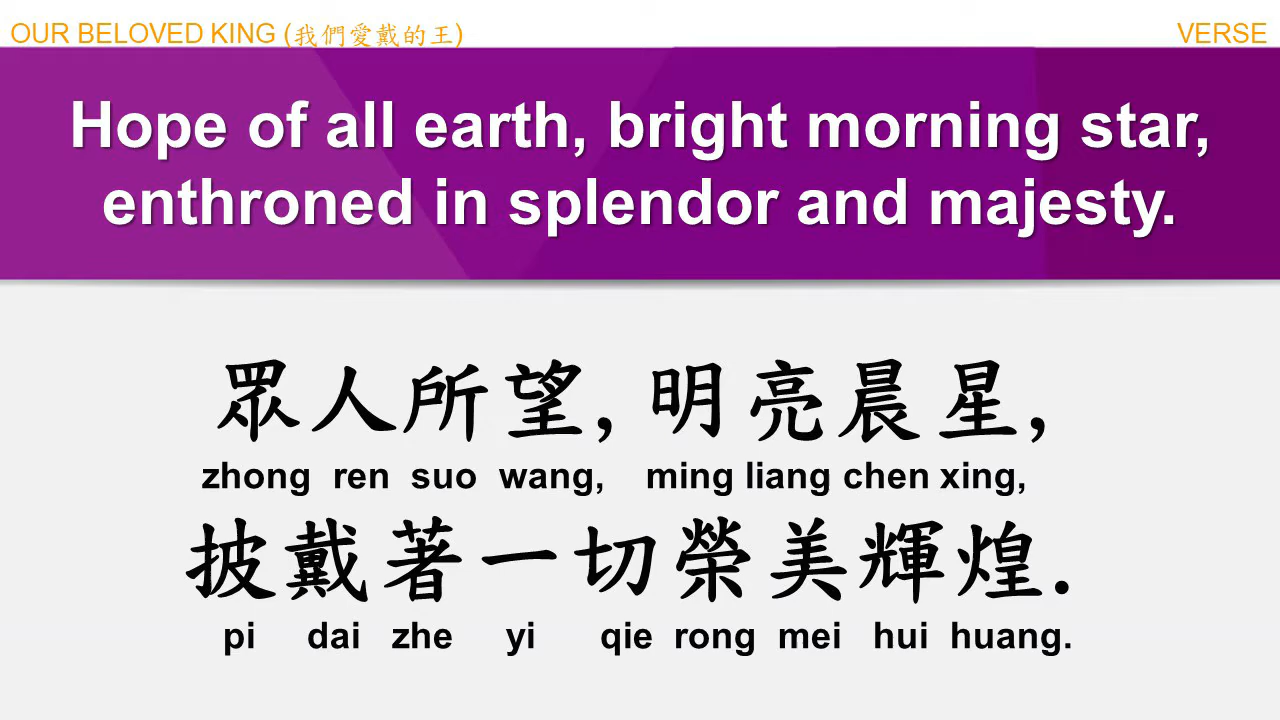 OUR BELOVED KING (我們愛戴的王)
VERSE
Hope of all earth, bright morning star,
enthroned in splendor and majesty.
眾人所望, 明亮晨星,
zhong ren suo wang, ming liang chen xing,
披戴著一切榮美輝煌.
pi dai zhe yi qie rong mei hui huang.